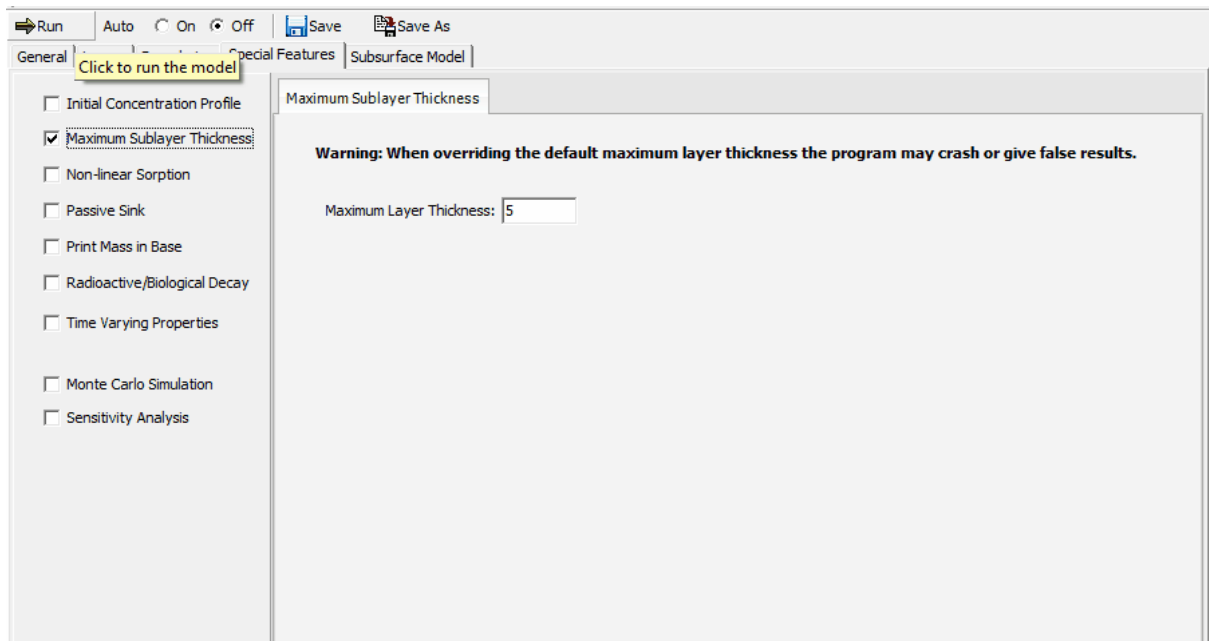 Run Auto On Off Save Save As
General Special Features Subsurface Model
Click to run the model
Initial Concentration Profile
Maximum Sublayer Thickness
Non-linear Sorption
Passive Sink
Print Mass in Base
Radioactive/Biological Decay
Time Varying Properties
Monte Carlo Simulation
Sensitivity Analysis
Maximum Sublayer Thickness
Warning: When overriding the default maximum layer thickness the program may crash or give false results.
Maximum Layer Thickness: 5